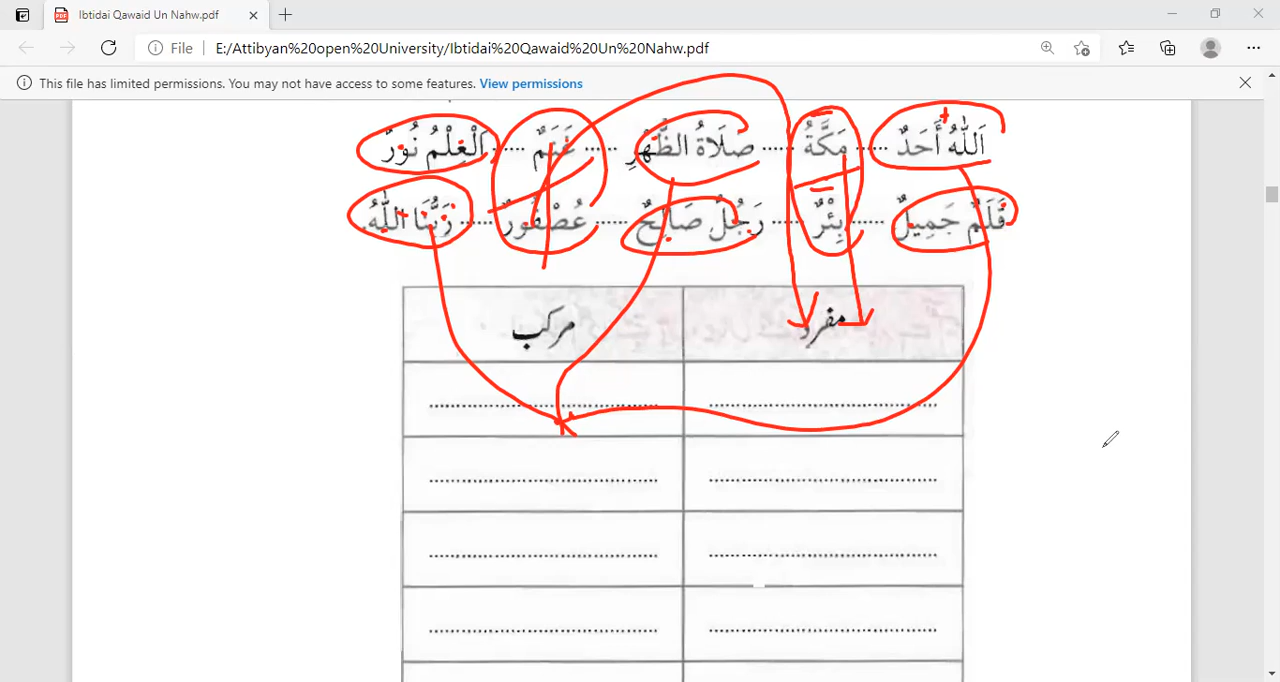 Ibtidai Qawaid Un Nahw.pdf
File E:/Attibyan%20open%20University/Ibtidai%20Qawaid%20Un%20Nahw.pdf
This file has limited permissions. You may not have access to some features. View permissions
اَللّٰهُ أَحَدٌ ...... مَكَّةُ ...... صَلَاةُ الظُّهْرِ ...... غَنَمٌ ...... اَلْعِلْمُ نُورٌ
قَلَمٌ جَمِيلٌ ...... بِئْرٌ ...... رَجُلٌ صَالِحٌ ...... عُصْفُورٌ ...... رَبُّنَا اللّٰهُ.
مفرد مرکب